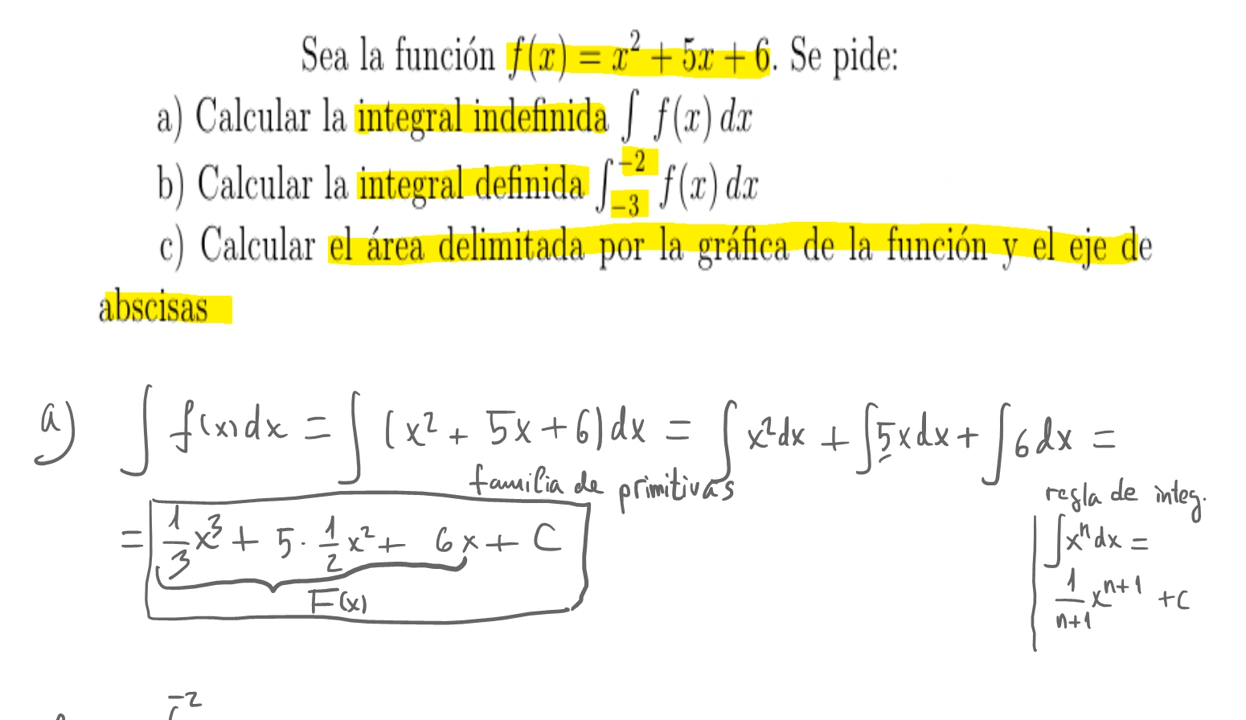 Sea la función f(x) = x² + 5x + 6. Se pide:
a) Calcular la integral indefinida ∫ f(x) dx
b) Calcular la integral definida ∫₋₃⁻² f(x) dx
c) Calcular el área delimitada por la gráfica de la función y el eje de
abscisas
a) ∫ f(x)dx = ∫ (x² + 5x + 6)dx = ∫ x²dx + ∫ 5xdx + ∫ 6dx =
familia de primitivas
= 1/3 x³ + 5 · 1/2 x² + 6x + C
F(x)
regla de integ.
∫ xⁿ dx =
1/(n+1) xⁿ⁺¹ + C
-2